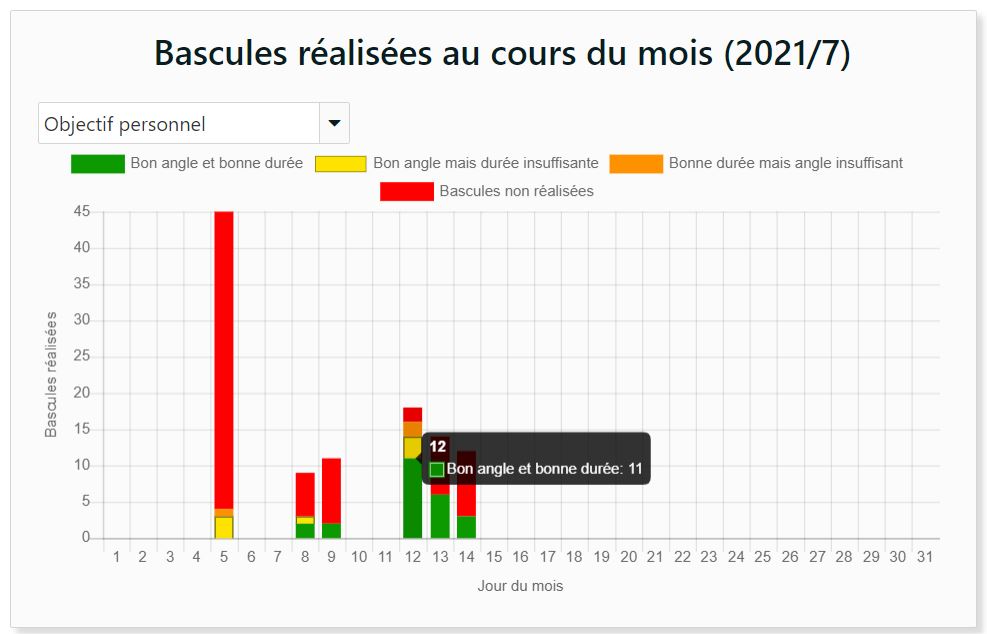 Bascules réalisées au cours du mois (2021/7)
Objectif personnel
Bon angle et bonne durée Bon angle mais durée insuffisante Bonne durée mais angle insuffisant
Bascules non réalisées
45
40
35
30
25
20
15
10
5
0
Bascules réalisées
12
Bon angle et bonne durée: 11
1 2 3 4 5 6 7 8 9 10 11 12 13 14 15 16 17 18 19 20 21 22 23 24 25 26 27 28 29 30 31
Jour du mois